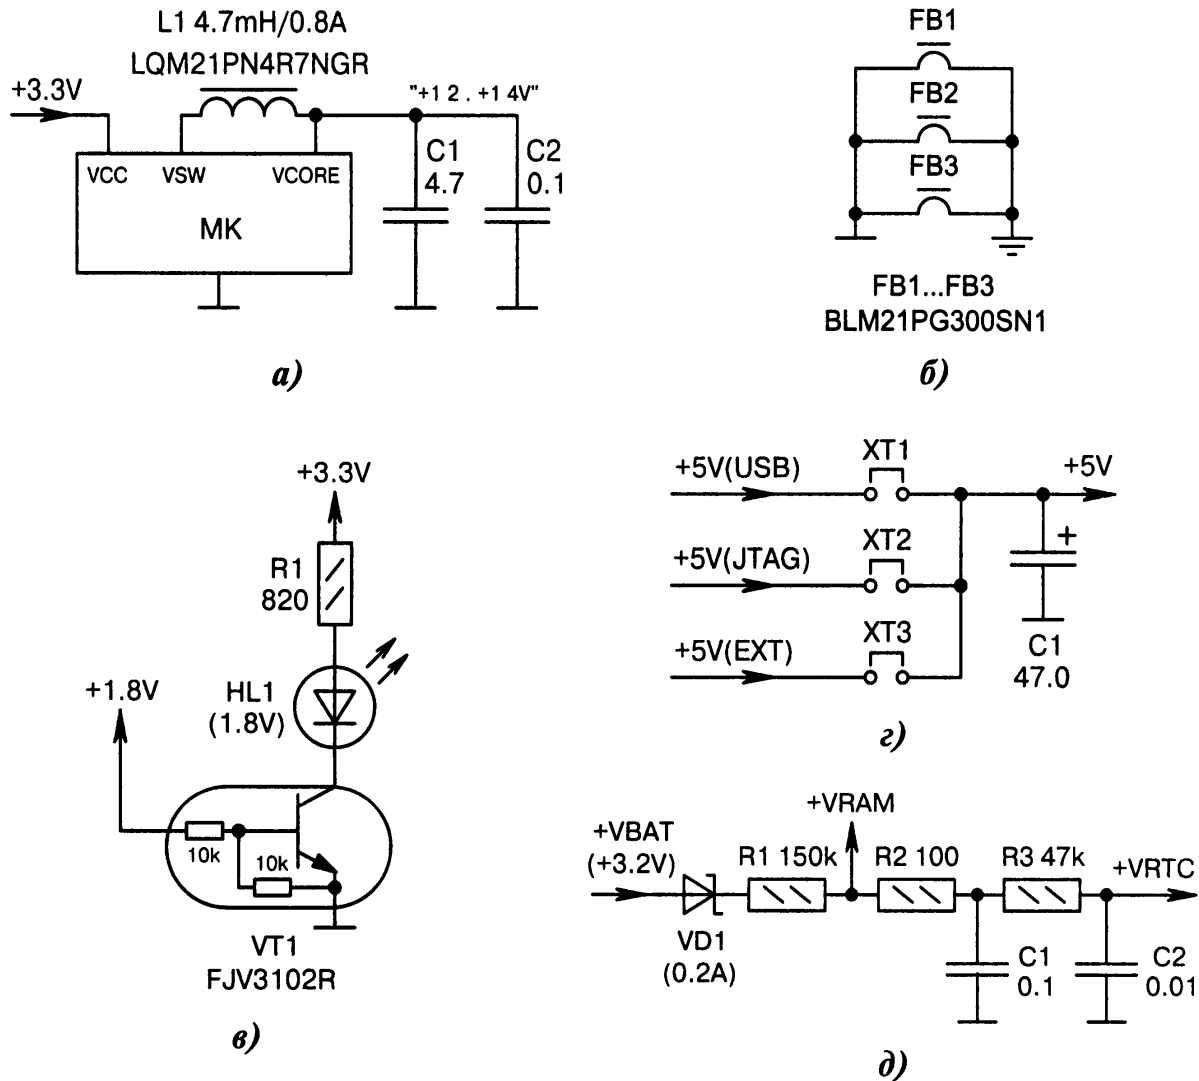 L1 4.7mH/0.8A
LQM21PN4R7NGR
+3.3V
"+1 2 . +1 4V"
VCC
VSW
VCORE
MK
C1
4.7
C2
0.1
а)
FB1
FB2
FB3
FB1...FB3
BLM21PG300SN1
б)
+3.3V
R1
820
HL1
(1.8V)
+1.8V
10k
10k
VT1
FJV3102R
в)
+5V(USB)
XT1
+5V
+5V(JTAG)
XT2
+
+5V(EXT)
XT3
C1
47.0
г)
+VRAM
+VBAT
(+3.2V)
R1 150k
R2 100
R3 47k
+VRTC
VD1
(0.2A)
C1
0.1
C2
0.01
д)